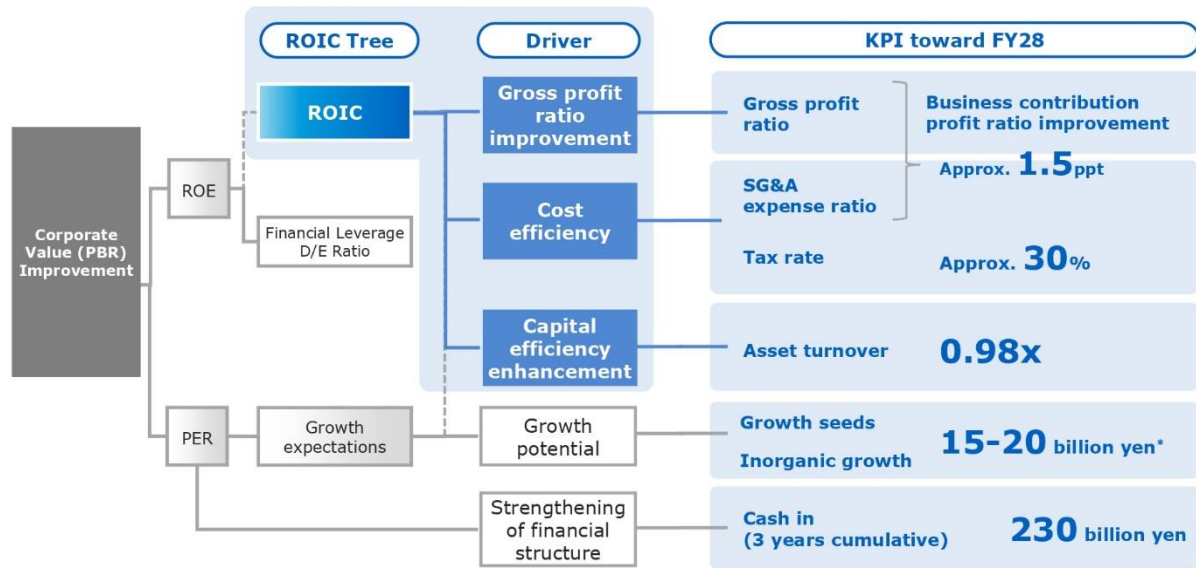 ROIC Tree
Driver
KPI toward FY28
Corporate
Value (PBR)
Improvement
ROE
PER
ROIC
Financial Leverage
D/E Ratio
Growth
expectations
Gross profit
ratio
improvement
Cost
efficiency
Capital
efficiency
enhancement
Growth
potential
Strengthening
of financial
structure
Gross profit
ratio
Business contribution
profit ratio improvement
Approx. 1.5ppt
SG&A
expense ratio
Tax rate
Approx. 30%
Asset turnover
0.98x
Growth seeds
Inorganic growth
15-20 billion yen*
Cash in
(3 years cumulative)
230 billion yen